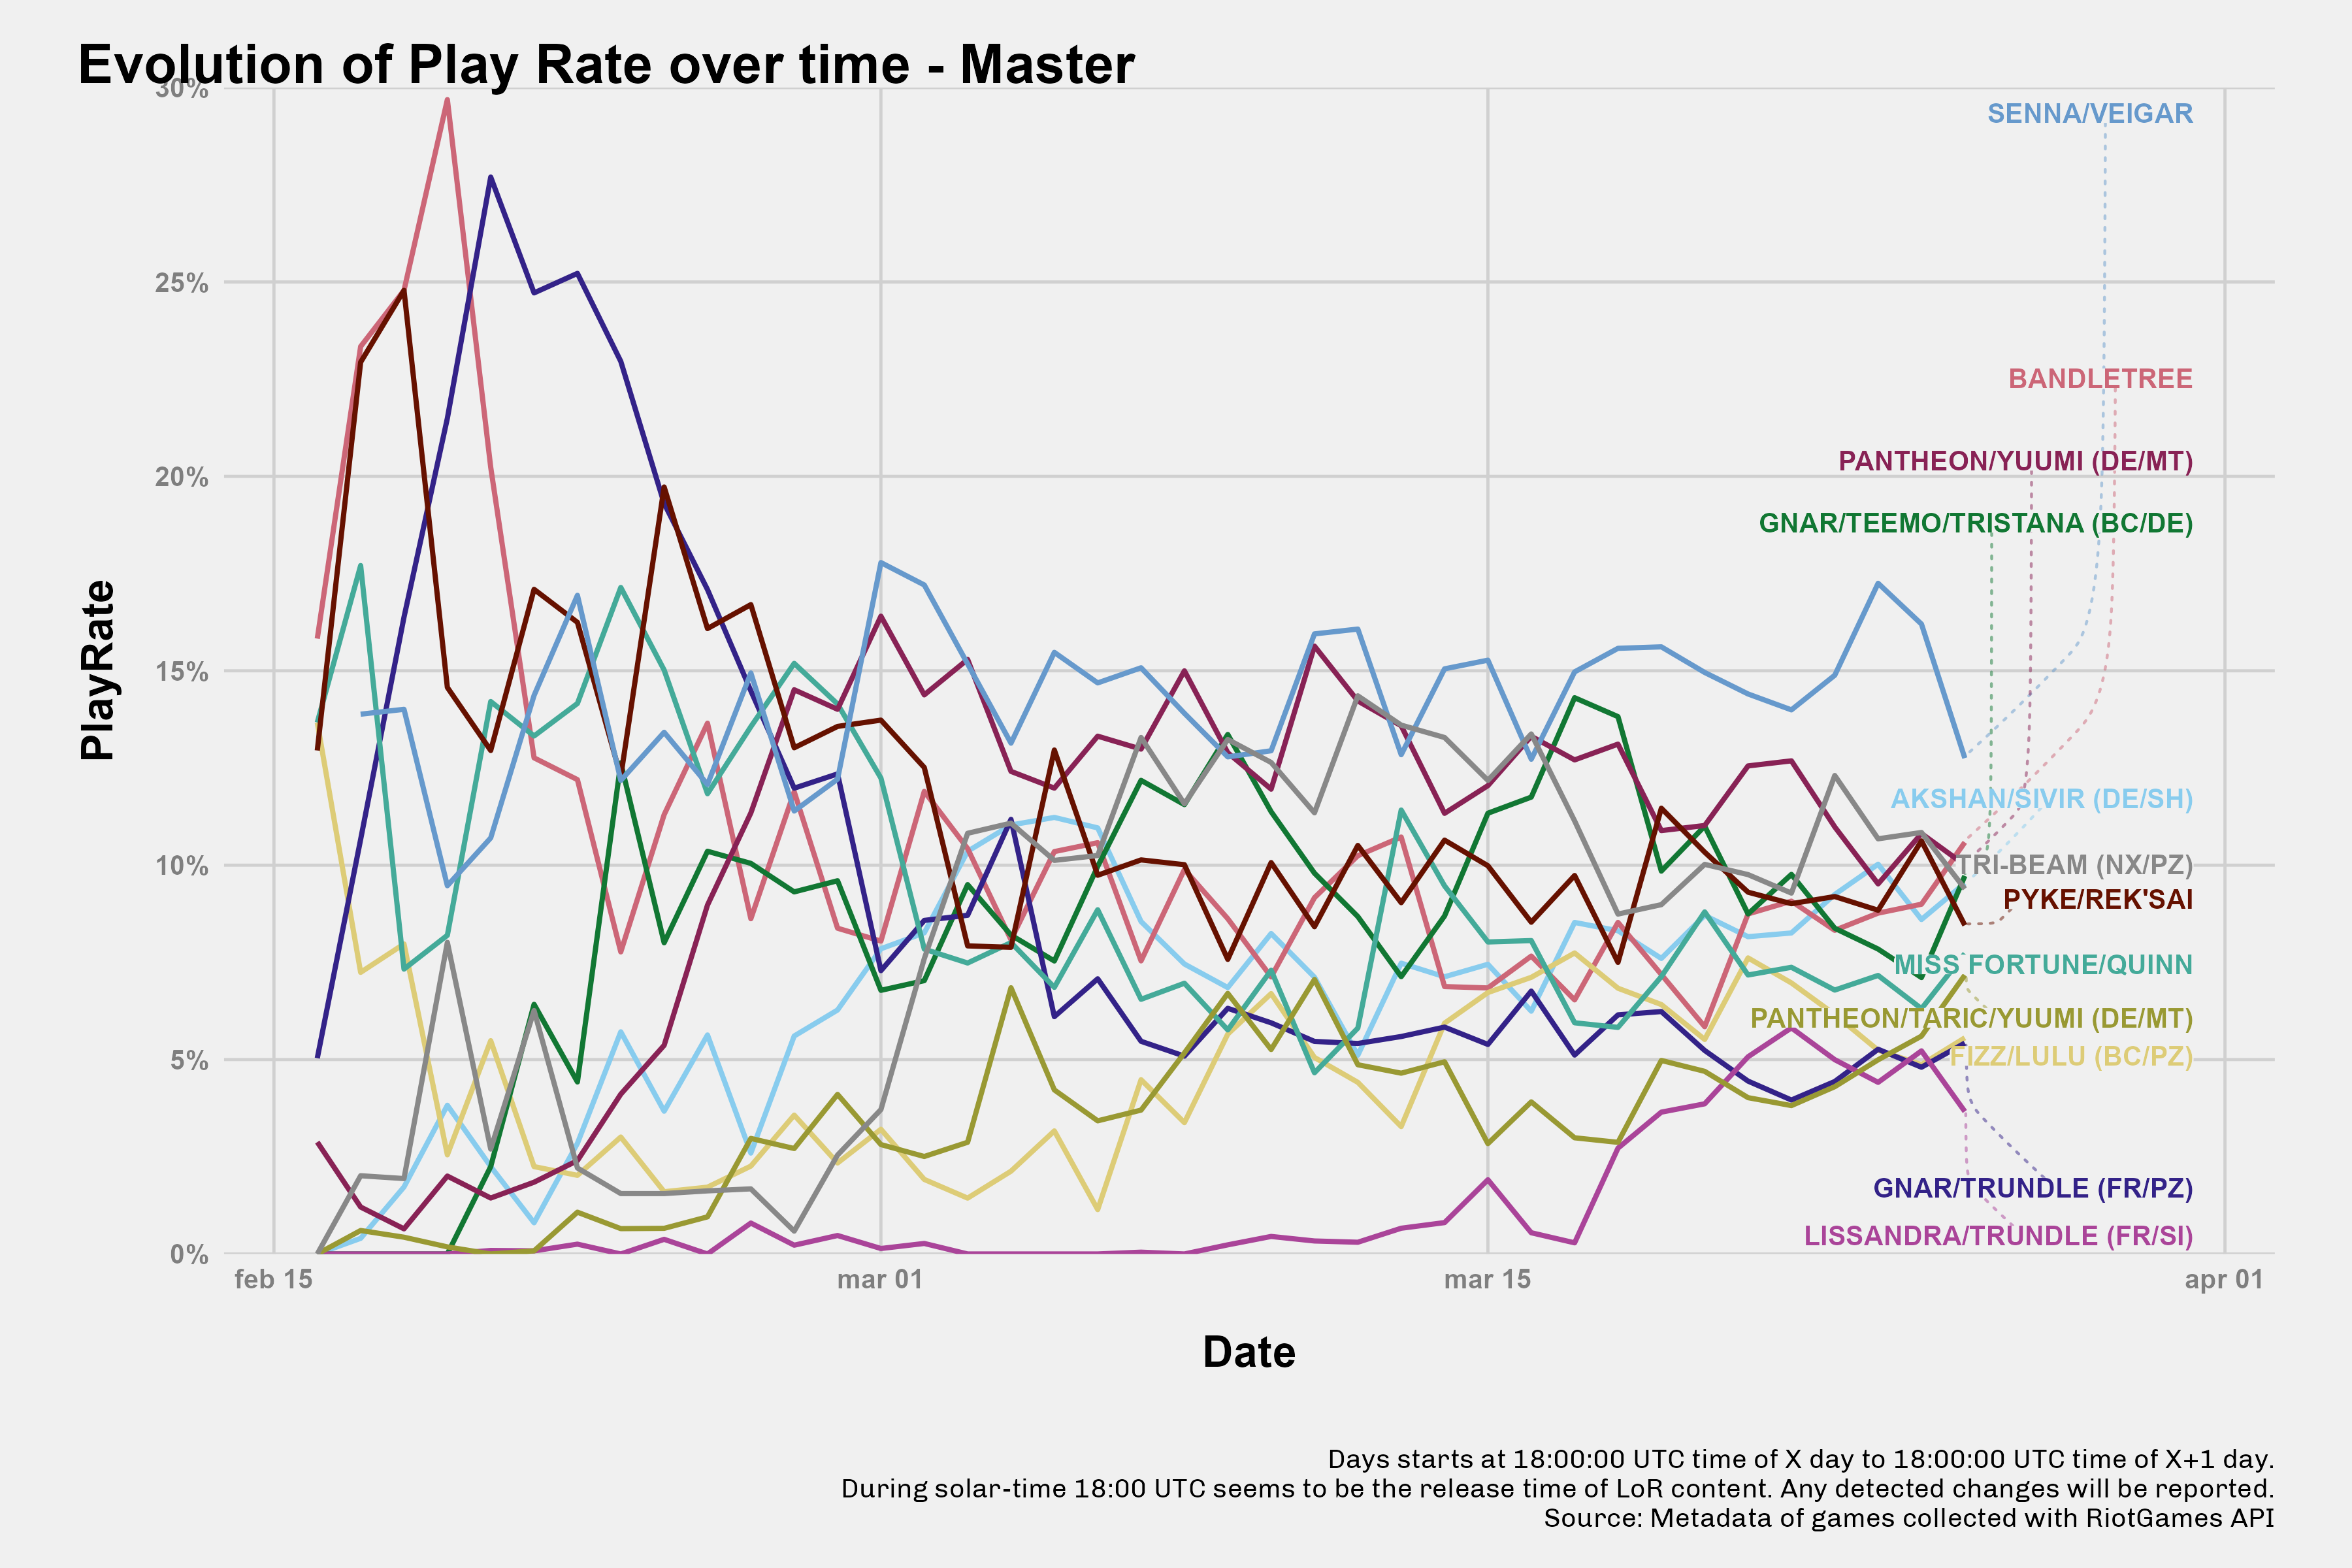 Evolution of Play Rate over time - Master
30%
25%
20%
15%
10%
5%
0%
PlayRate
SENNA/VEIGAR
BANDLETREE
PANTHEON/YUUMI (DE/MT)
GNAR/TEEMO/TRISTANA (BC/DE)
AKSHAN/SIVIR (DE/SH)
TRI-BEAM (NX/PZ)
PYKE/REK'SAI
MISS FORTUNE/QUINN
PANTHEON/TARIC/YUUMI (DE/MT)
FIZZ/LULU (BC/PZ)
GNAR/TRUNDLE (FR/PZ)
LISSANDRA/TRUNDLE (FR/SI)
feb 15
mar 01
mar 15
apr 01
Date
Days starts at 18:00:00 UTC time of X day to 18:00:00 UTC time of X+1 day.
During solar-time 18:00 UTC seems to be the release time of LoR content. Any detected changes will be reported.
Source: Metadata of games collected with RiotGames API